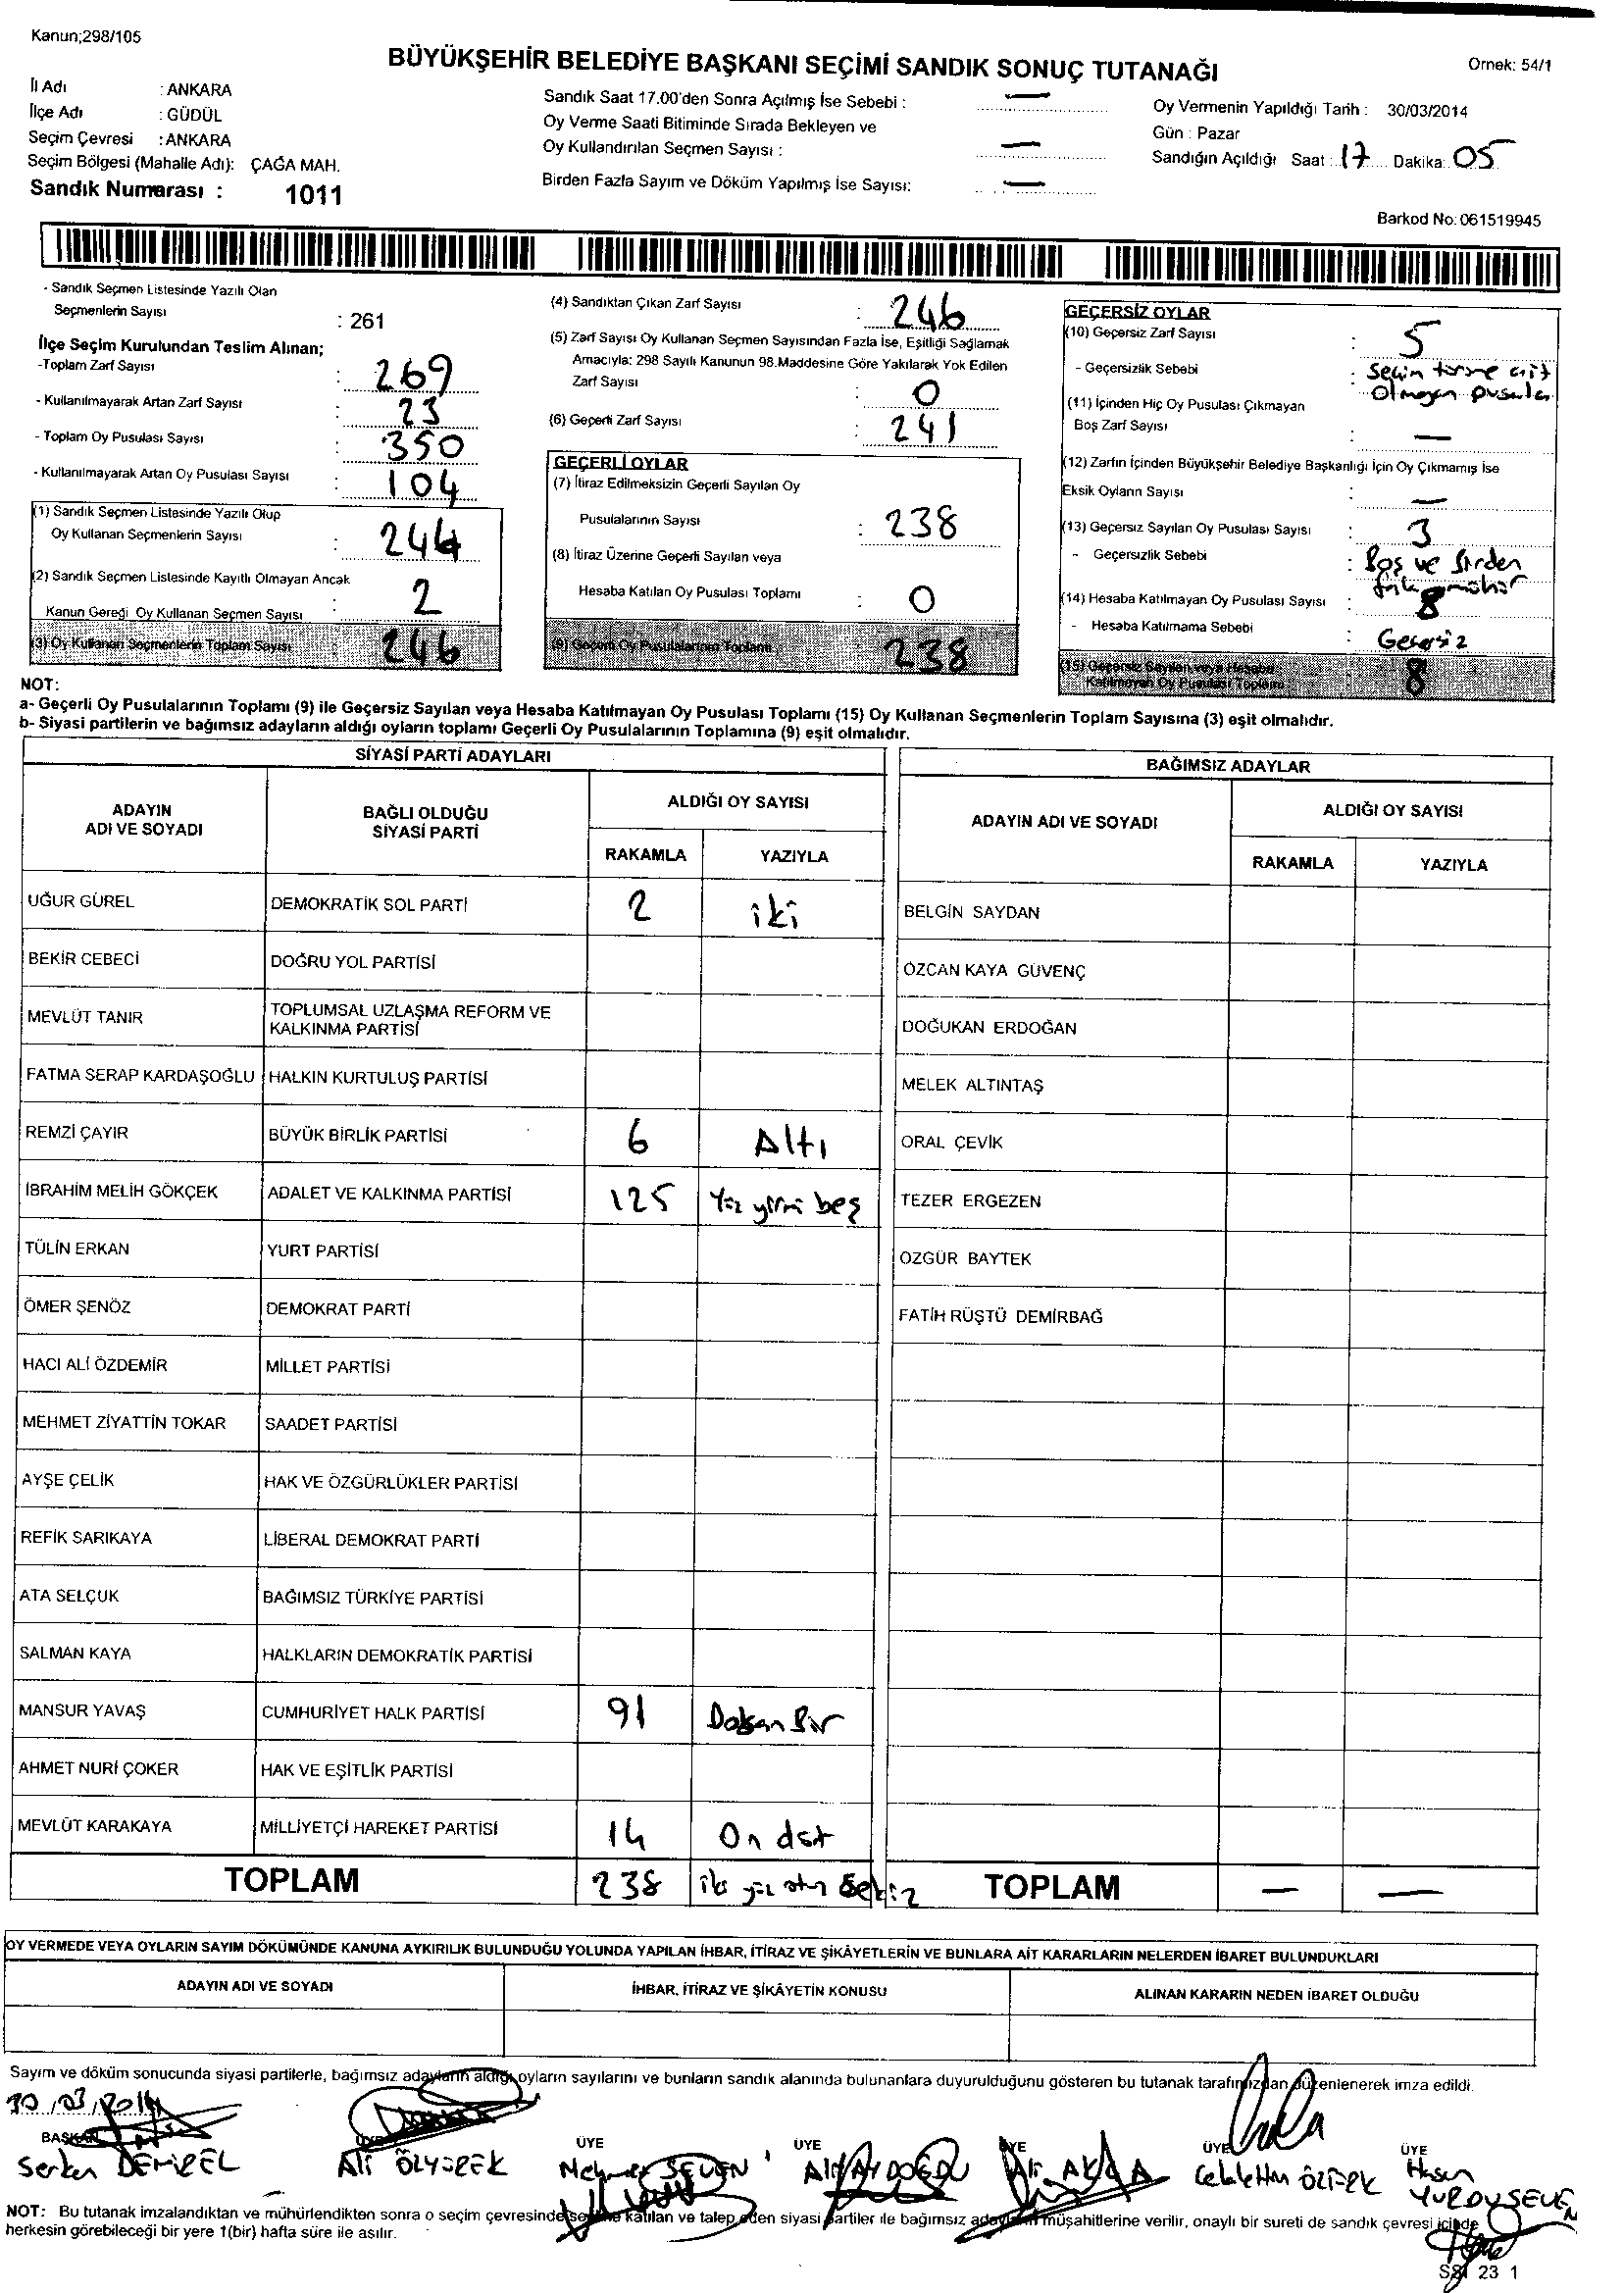 Kanun;298/105
BÜYÜKŞEHİR BELEDİYE BAŞKANI SEÇİMİ SANDIK SONUÇ TUTANAĞI
Örnek: 54/1
İl Adı : ANKARA
İlçe Adı : GÜDÜL
Seçim Çevresi : ANKARA
Seçim Bölgesi (Mahalle Adı): ÇAĞA MAH.
Sandık Numarası : 1011
Sandık Saat 17.00'den Sonra Açılmış İse Sebebi : —
Oy Verme Saati Bitiminde Sırada Bekleyen ve
Oy Kullandırılan Seçmen Sayısı : —
Birden Fazla Sayım ve Döküm Yapılmış İse Sayısı: —
Oy Vermenin Yapıldığı Tarih : 30/03/2014
Gün : Pazar
Sandığın Açıldığı Saat : 17 Dakika: 05
Barkod No: 061519945
- Sandık Seçmen Listesinde Yazılı Olan
Seçmenlerin Sayısı : 261
İlçe Seçim Kurulundan Teslim Alınan;
-Toplam Zarf Sayısı : 269
- Kullanılmayarak Artan Zarf Sayısı : 23
- Toplam Oy Pusulası Sayısı : 350
- Kullanılmayarak Artan Oy Pusulası Sayısı : 104
(1) Sandık Seçmen Listesinde Yazılı Olup
Oy Kullanan Seçmenlerin Sayısı : 244
(2) Sandık Seçmen Listesinde Kayıtlı Olmayan Ancak
Kanun Gereği Oy Kullanan Seçmen Sayısı : 2
(3) Oy Kullanan Seçmenlerin Toplam Sayısı : 246
(4) Sandıktan Çıkan Zarf Sayısı : 246
(5) Zarf Sayısı Oy Kullanan Seçmen Sayısından Fazla İse, Eşitliği Sağlamak
Amacıyla: 298 Sayılı Kanunun 98.Maddesine Göre Yakılarak Yok Edilen
Zarf Sayısı : 0
(6) Geçerli Zarf Sayısı : 241
GEÇERLİ OYLAR
(7) İtiraz Edilmeksizin Geçerli Sayılan Oy
Pusulalarının Sayısı : 238
(8) İtiraz Üzerine Geçerli Sayılan veya
Hesaba Katılan Oy Pusulası Toplamı : 0
(9) Geçerli Oy Pusulalarının Toplamı : 238
GEÇERSİZ OYLAR
(10) Geçersiz Zarf Sayısı : 5
- Geçersizlik Sebebi : Seçim türüne ait
Olmayan pusula
(11) İçinden Hiç Oy Pusulası Çıkmayan
Boş Zarf Sayısı : —
(12) Zarfın İçinden Büyükşehir Belediye Başkanlığı İçin Oy Çıkmamış İse
Eksik Oyların Sayısı : —
(13) Geçersiz Sayılan Oy Pusulası Sayısı : 3
- Geçersizlik Sebebi : Boş ve Birden
mühür
(14) Hesaba Katılmayan Oy Pusulası Sayısı : 8
- Hesaba Katılmama Sebebi : Geçersiz
(15) Geçersiz Sayılan veya Hesaba
Katılmayan Oy Pusulası Toplamı : 8
NOT:
a- Geçerli Oy Pusulalarının Toplamı (9) ile Geçersiz Sayılan veya Hesaba Katılmayan Oy Pusulası Toplamı (15) Oy Kullanan Seçmenlerin Toplam Sayısına (3) eşit olmalıdır.
b- Siyasi partilerin ve bağımsız adayların aldığı oyların toplamı Geçerli Oy Pusulalarının Toplamına (9) eşit olmalıdır.
SİYASİ PARTİ ADAYLARI
ADAYIN ADI VE SOYADI
BAĞLI OLDUĞU SİYASİ PARTİ
ALDIĞI OY SAYISI
RAKAMLA YAZIYLA
UĞUR GÜREL DEMOKRATİK SOL PARTİ 2 iki
BEKİR CEBECİ DOĞRU YOL PARTİSİ
MEVLÜT TANIR TOPLUMSAL UZLAŞMA REFORM VE
KALKINMA PARTİSİ
FATMA SERAP KARDAŞOĞLU HALKIN KURTULUŞ PARTİSİ
REMZİ ÇAYIR BÜYÜK BİRLİK PARTİSİ 6 Altı
İBRAHİM MELİH GÖKÇEK ADALET VE KALKINMA PARTİSİ 125 Yüz yirmi beş
TÜLİN ERKAN YURT PARTİSİ
ÖMER ŞENÖZ DEMOKRAT PARTİ
HACI ALİ ÖZDEMİR MİLLET PARTİSİ
MEHMET ZİYATTİN TOKAR SAADET PARTİSİ
AYŞE ÇELİK HAK VE ÖZGÜRLÜKLER PARTİSİ
REFİK SARIKAYA LİBERAL DEMOKRAT PARTİ
ATA SELÇUK BAĞIMSIZ TÜRKİYE PARTİSİ
SALMAN KAYA HALKLARIN DEMOKRATİK PARTİSİ
MANSUR YAVAŞ CUMHURİYET HALK PARTİSİ 91 Doksan Bir
AHMET NURİ ÇOKER HAK VE EŞİTLİK PARTİSİ
MEVLÜT KARAKAYA MİLLİYETÇİ HAREKET PARTİSİ 14 On dört
TOPLAM 238 iki yüz otuz Sekiz
BAĞIMSIZ ADAYLAR
ADAYIN ADI VE SOYADI
ALDIĞI OY SAYISI
RAKAMLA YAZIYLA
BELGİN SAYDAN
ÖZCAN KAYA GÜVENÇ
DOĞUKAN ERDOĞAN
MELEK ALTINTAŞ
ORAL ÇEVİK
TEZER ERGEZEN
ÖZGÜR BAYTEK
FATİH RÜŞTÜ DEMİRBAĞ
TOPLAM — —
OY VERMEDE VEYA OYLARIN SAYIM DÖKÜMÜNDE KANUNA AYKIRILIK BULUNDUĞU YOLUNDA YAPILAN İHBAR, İTİRAZ VE ŞİKÂYETLERİN VE BUNLARA AİT KARARLARIN NELERDEN İBARET BULUNDUKLARI
ADAYIN ADI VE SOYADI İHBAR, İTİRAZ VE ŞİKÂYETİN KONUSU ALINAN KARARIN NEDEN İBARET OLDUĞU
Sayım ve döküm sonucunda siyasi partilerle, bağımsız adayların aldığı oyların sayılarını ve bunların sandık alanında bulunanlara duyurulduğunu gösteren bu tutanak tarafımızdan düzenlenerek imza edildi.
30.03.2014
BAŞKAN ÜYE ÜYE ÜYE ÜYE ÜYE ÜYE
Serkan DEMİREL Ali ÖZYÜREK Mehmet SEVEN Ali AYDOĞDU Ali AKÇA Celalettin ÖZTÜRK Hasan
YURDUSEVEN
NOT: Bu tutanak imzalandıktan ve mühürlendikten sonra o seçim çevresinde seçime katılan ve talep eden siyasi partiler ile bağımsız adayların müşahitlerine verilir, onaylı bir sureti de sandık çevresi içinde
herkesin görebileceği bir yere 1(bir) hafta süre ile asılır.
23 1